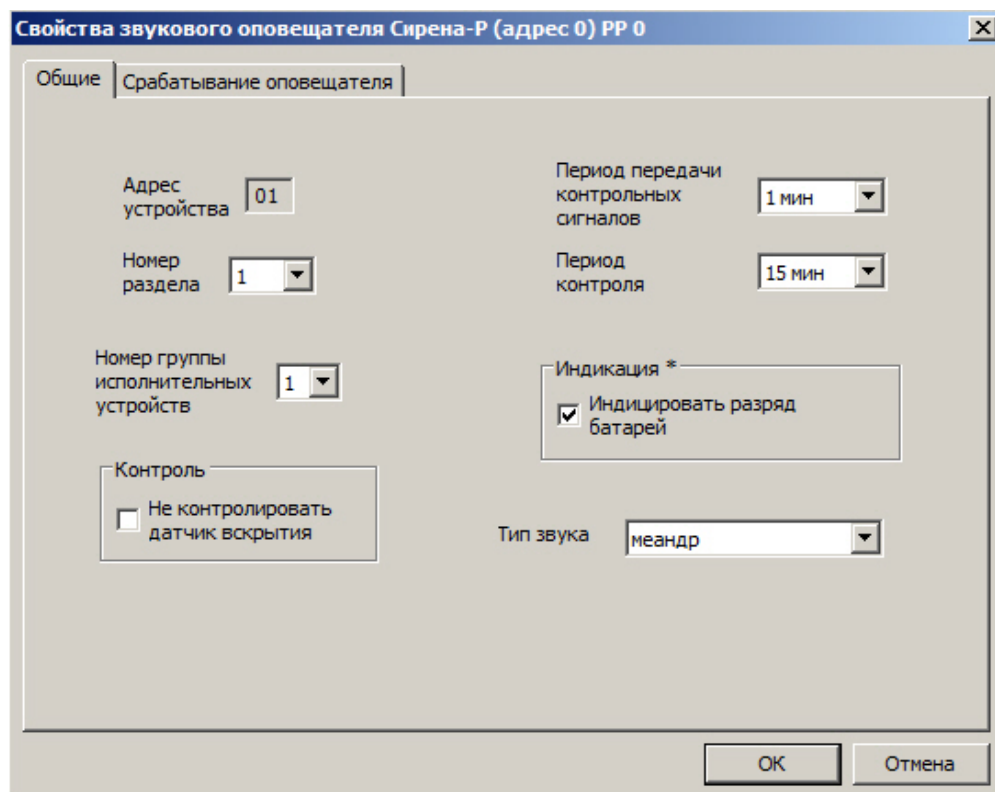 Свойства звукового оповещателя Сирена-Р (адрес 0) РР 0
Общие
Срабатывание оповещателя
Адрес
устройства
01
Номер
раздела
1
Номер группы
исполнительных
устройств
1
Контроль
Не контролировать
датчик вскрытия
Период передачи
контрольных
сигналов
1 мин
Период
контроля
15 мин
Индикация *
Индицировать разряд
батарей
Тип звука
меандр
ОК
Отмена